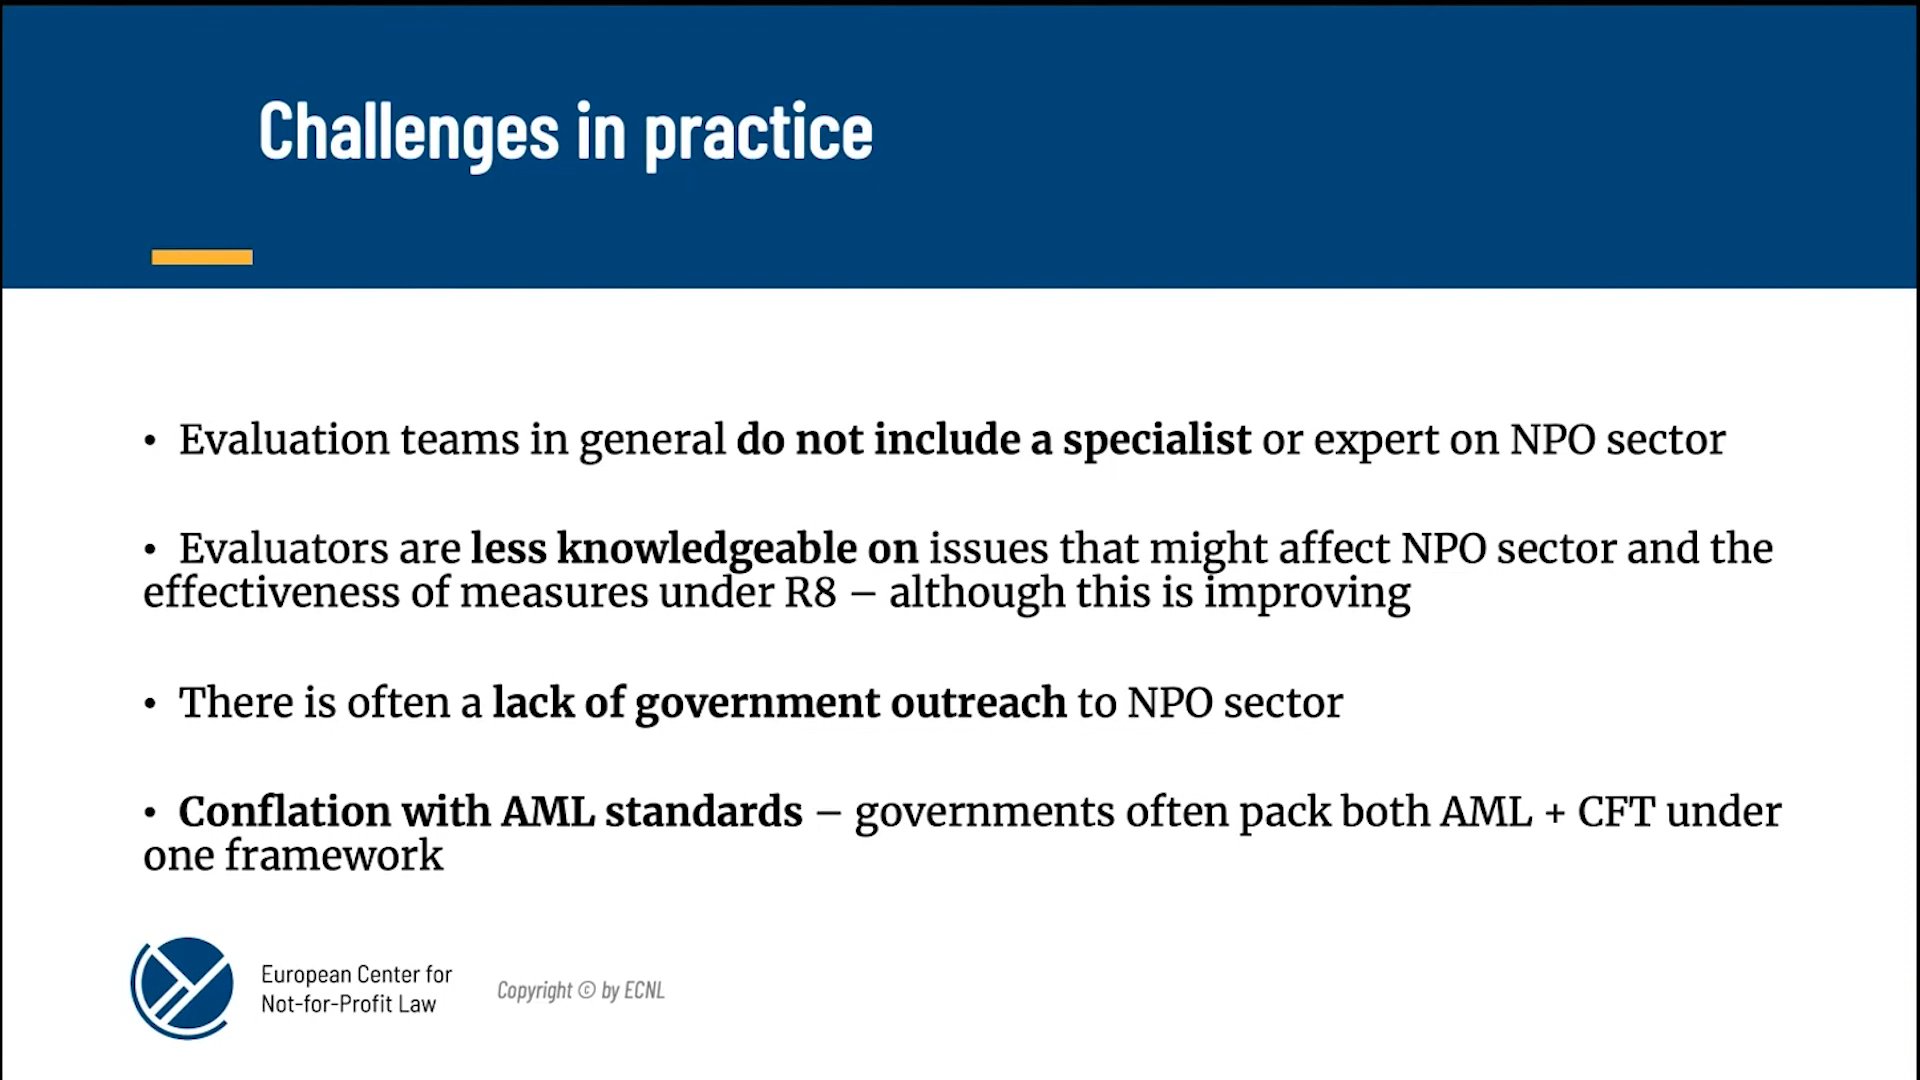 Challenges in practice
• Evaluation teams in general do not include a specialist or expert on NPO sector
• Evaluators are less knowledgeable on issues that might affect NPO sector and the
effectiveness of measures under R8 – although this is improving
• There is often a lack of government outreach to NPO sector
• Conflation with AML standards – governments often pack both AML + CFT under
one framework
European Center for
Not-for-Profit Law
Copyright © by ECNL